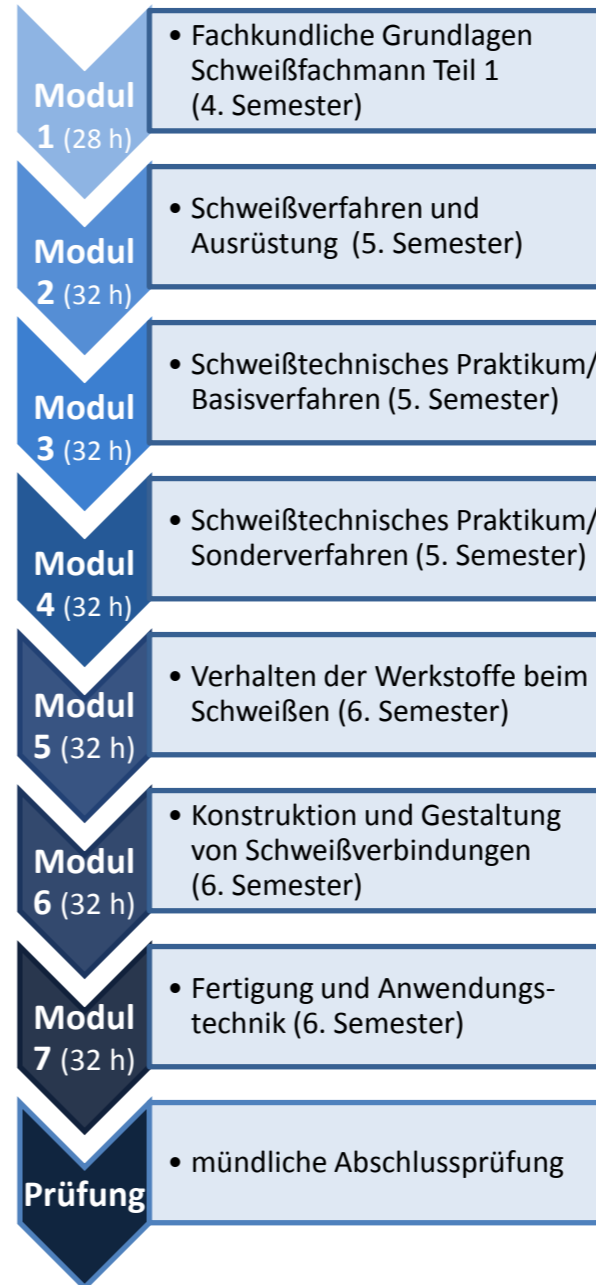 Modul
1 (28 h)
• Fachkundliche Grundlagen
Schweißfachmann Teil 1
(4. Semester)
Modul
2 (32 h)
• Schweißverfahren und
Ausrüstung (5. Semester)
Modul
3 (32 h)
• Schweißtechnisches Praktikum/
Basisverfahren (5. Semester)
Modul
4 (32 h)
• Schweißtechnisches Praktikum/
Sonderverfahren (5. Semester)
Modul
5 (32 h)
• Verhalten der Werkstoffe beim
Schweißen (6. Semester)
Modul
6 (32 h)
• Konstruktion und Gestaltung
von Schweißverbindungen
(6. Semester)
Modul
7 (32 h)
• Fertigung und Anwendungs-
technik (6. Semester)
Prüfung
• mündliche Abschlussprüfung